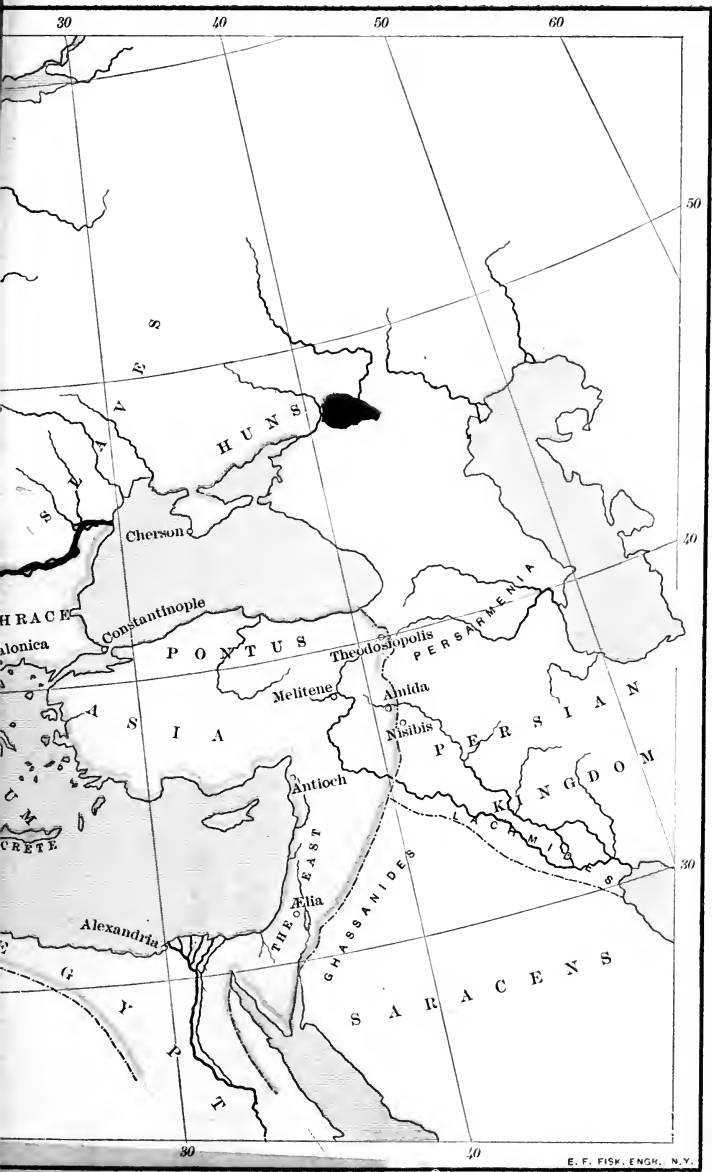 30 40 50 60
50
SLAVES
HUNS
Cherson
40
HRACE
Constantinople
PERSARMENIA
alonica
PONTUS
Theodosiopolis
Melitene
Amida
ASIA
Nisibis
PERSIAN
KINGDOM
Antioch
UM
LACHMIDES
CRETE
THE EAST
GHASSANIDES
30
Ælia
Alexandria
EGYPT
SARACENS
30 40
E. F. FISK, ENGR. N.Y.